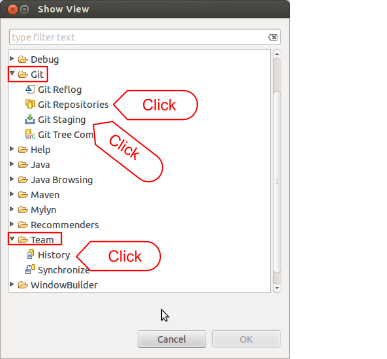 Show View
type filter text
Debug
Git
Git Reflog
Git Repositories
Click
Git Staging
Git Tree Com
Click
Help
Java
Java Browsing
Maven
Mylyn
Recommenders
Team
History
Click
Synchronize
WindowBuilder
Cancel
OK